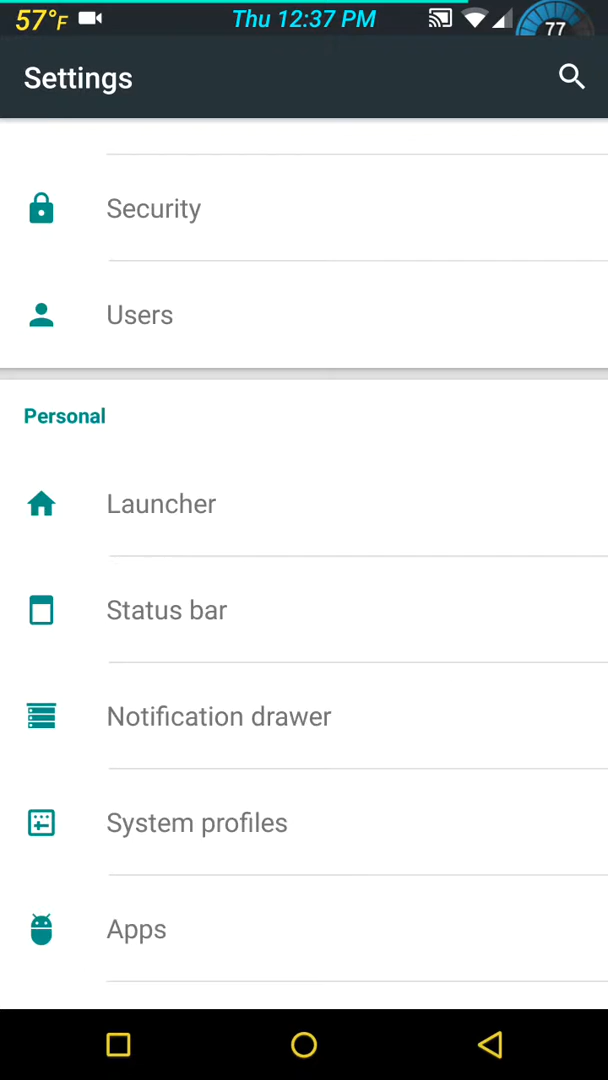 57°F Thu 12:37 PM 77
Settings
Security
Users
Personal
Launcher
Status bar
Notification drawer
System profiles
Apps